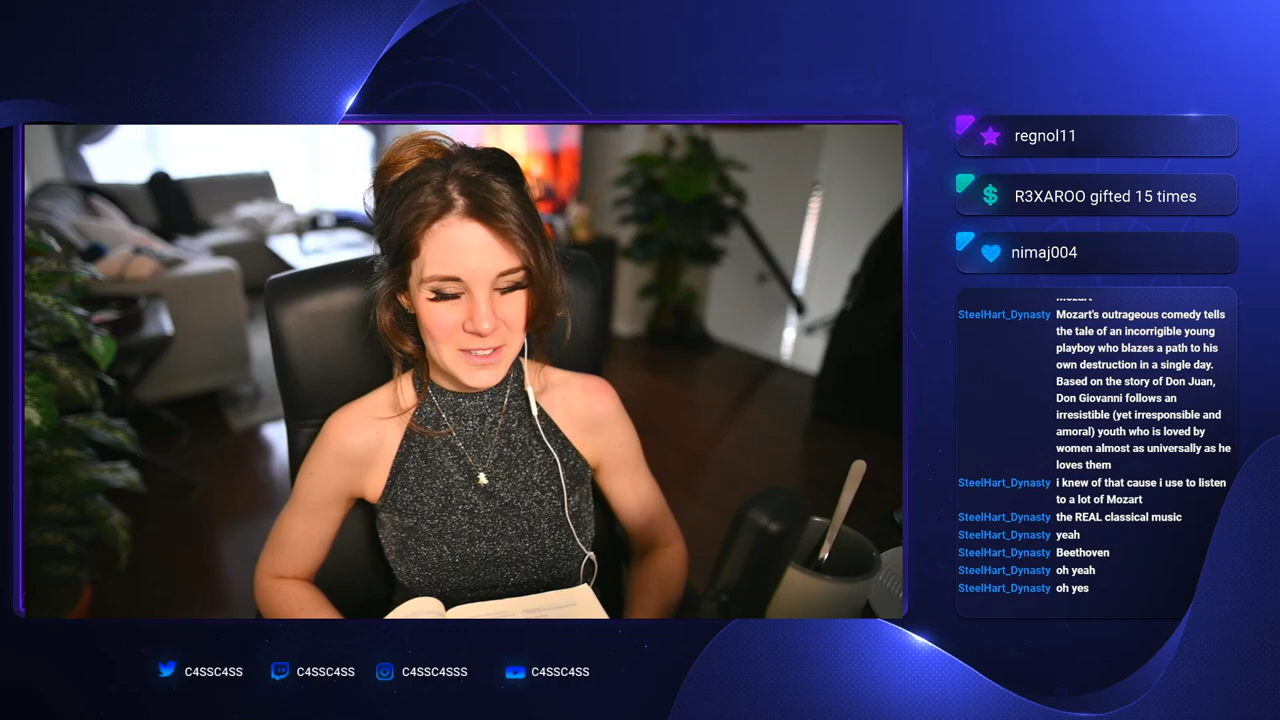 regnol11
R3XAROO gifted 15 times
nimaj004
Mozart
SteelHart_Dynasty Mozart's outrageous comedy tells
the tale of an incorrigible young
playboy who blazes a path to his
own destruction in a single day.
Based on the story of Don Juan,
Don Giovanni follows an
irresistible (yet irresponsible and
amoral) youth who is loved by
women almost as universally as he
loves them
SteelHart_Dynasty i knew of that cause i use to listen
to a lot of Mozart
SteelHart_Dynasty the REAL classical music
SteelHart_Dynasty yeah
SteelHart_Dynasty Beethoven
SteelHart_Dynasty oh yeah
SteelHart_Dynasty oh yes
C4SSC4SS C4SSC4SS C4SSC4SSS C4SSC4SS